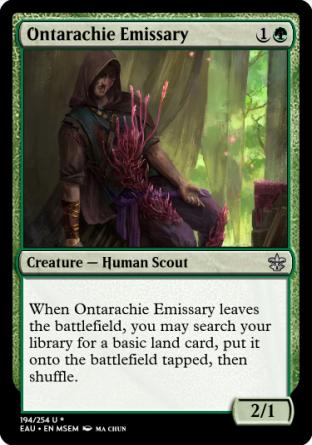 Ontarachie Emissary 1
Creature — Human Scout
When Ontarachie Emissary leaves
the battlefield, you may search your
library for a basic land card, put it
onto the battlefield tapped, then
shuffle.
2/1
194/254 U *
EAU • EN MSEM MA CHUN